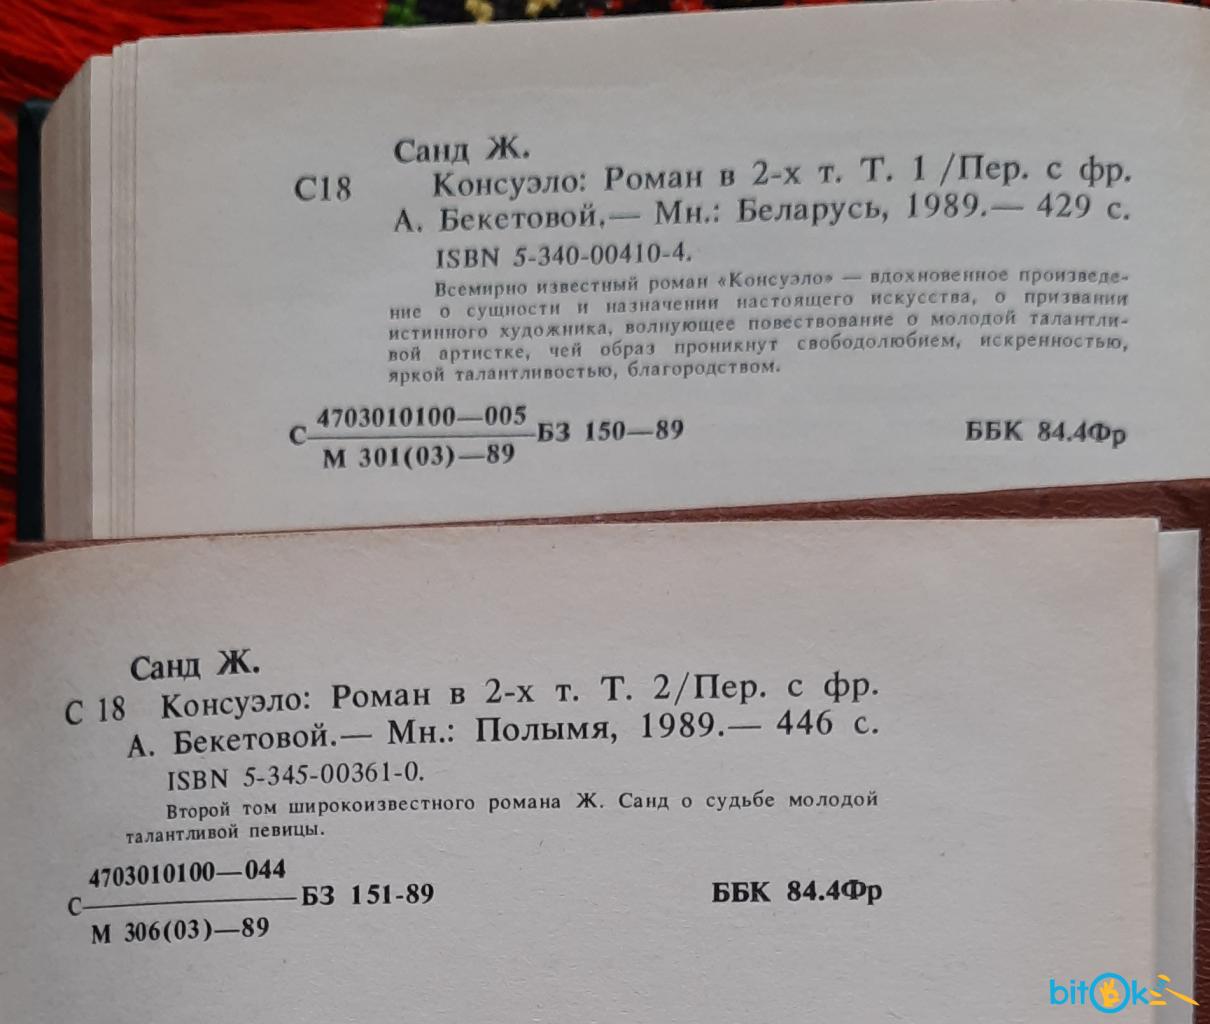 Санд Ж.
С18 Консуэло: Роман в 2-х т. Т. 1 /Пер. с фр.
А. Бекетовой.— Мн.: Беларусь, 1989.— 429 с.
ISBN 5-340-00410-4.
Всемирно известный роман «Консуэло» — вдохновенное произведе-
ние о сущности и назначении настоящего искусства, о призвании
истинного художника, волнующее повествование о молодой талантли-
вой артистке, чей образ проникнут свободолюбием, искренностью,
яркой талантливостью, благородством.
4703010100—005
С БЗ 150—89 ББК 84.4Фр
М 301(03)—89
Санд Ж.
С 18 Консуэло: Роман в 2-х т. Т. 2/Пер. с фр.
А. Бекетовой.— Мн.: Полымя, 1989.— 446 с.
ISBN 5-345-00361-0.
Второй том широкоизвестного романа Ж. Санд о судьбе молодой
талантливой певицы.
4703010100—044
С БЗ 151-89 ББК 84.4Фр
М 306(03)—89
bitOk